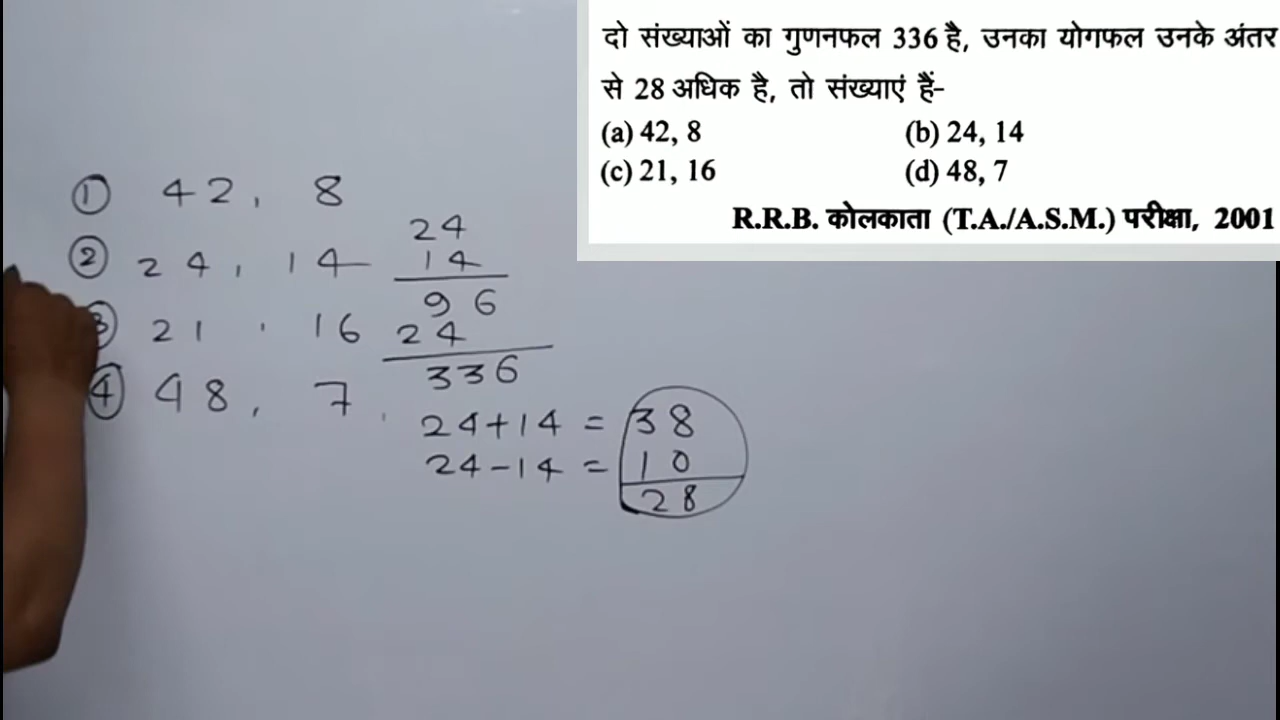 दो संख्याओं का गुणनफल 336 है, उनका योगफल उनके अंतर
से 28 अधिक है, तो संख्याएं हैं-
(a) 42, 8 (b) 24, 14
(c) 21, 16 (d) 48, 7
R.R.B. कोलकाता (T.A./A.S.M.) परीक्षा, 2001
① 42, 8
② 24, 14
③ 21, 16
④ 48, 7
24
14
96
24
336
24+14 = 38
24-14 = 10
28